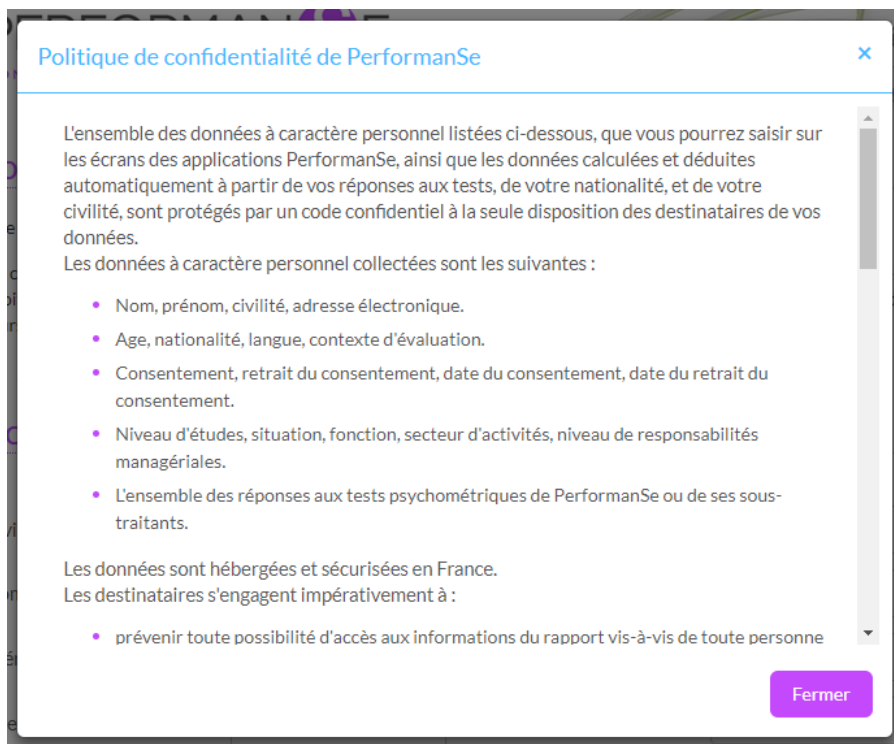 Politique de confidentialité de PerformanSe ×
L'ensemble des données à caractère personnel listées ci-dessous, que vous pourrez saisir sur
les écrans des applications PerformanSe, ainsi que les données calculées et déduites
automatiquement à partir de vos réponses aux tests, de votre nationalité, et de votre
civilité, sont protégés par un code confidentiel à la seule disposition des destinataires de vos
données.
Les données à caractère personnel collectées sont les suivantes :
• Nom, prénom, civilité, adresse électronique.
• Age, nationalité, langue, contexte d'évaluation.
• Consentement, retrait du consentement, date du consentement, date du retrait du
consentement.
• Niveau d'études, situation, fonction, secteur d'activités, niveau de responsabilités
managériales.
• L'ensemble des réponses aux tests psychométriques de PerformanSe ou de ses sous-
traitants.
Les données sont hébergées et sécurisées en France.
Les destinataires s'engagent impérativement à :
• prévenir toute possibilité d'accès aux informations du rapport vis-à-vis de toute personne
Fermer